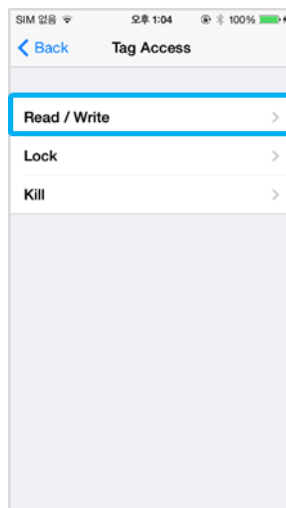 SIM 없음 오후 1:04 100%
Back Tag Access
Read / Write
Lock
Kill